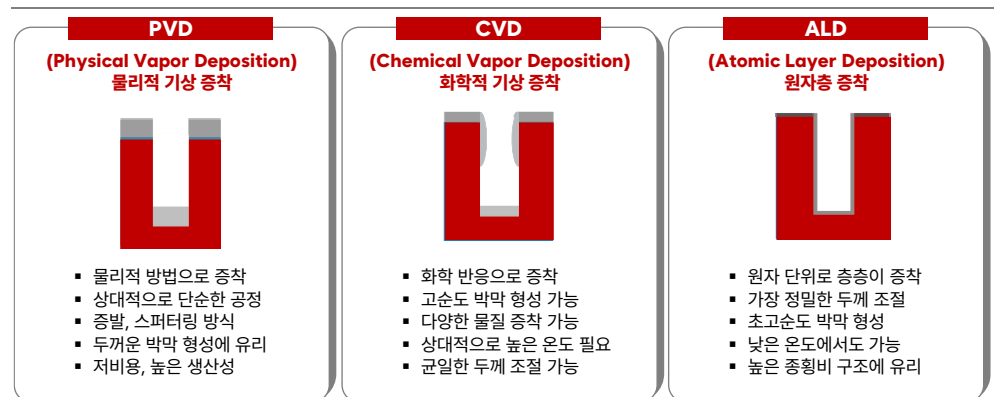 PVD
(Physical Vapor Deposition)
물리적 기상 증착
▪ 물리적 방법으로 증착
▪ 상대적으로 단순한 공정
▪ 증발, 스퍼터링 방식
▪ 두꺼운 박막 형성에 유리
▪ 저비용, 높은 생산성
CVD
(Chemical Vapor Deposition)
화학적 기상 증착
▪ 화학 반응으로 증착
▪ 고순도 박막 형성 가능
▪ 다양한 물질 증착 가능
▪ 상대적으로 높은 온도 필요
▪ 균일한 두께 조절 가능
ALD
(Atomic Layer Deposition)
원자층 증착
▪ 원자 단위로 층층이 증착
▪ 가장 정밀한 두께 조절
▪ 초고순도 박막 형성
▪ 낮은 온도에서도 가능
▪ 높은 종횡비 구조에 유리